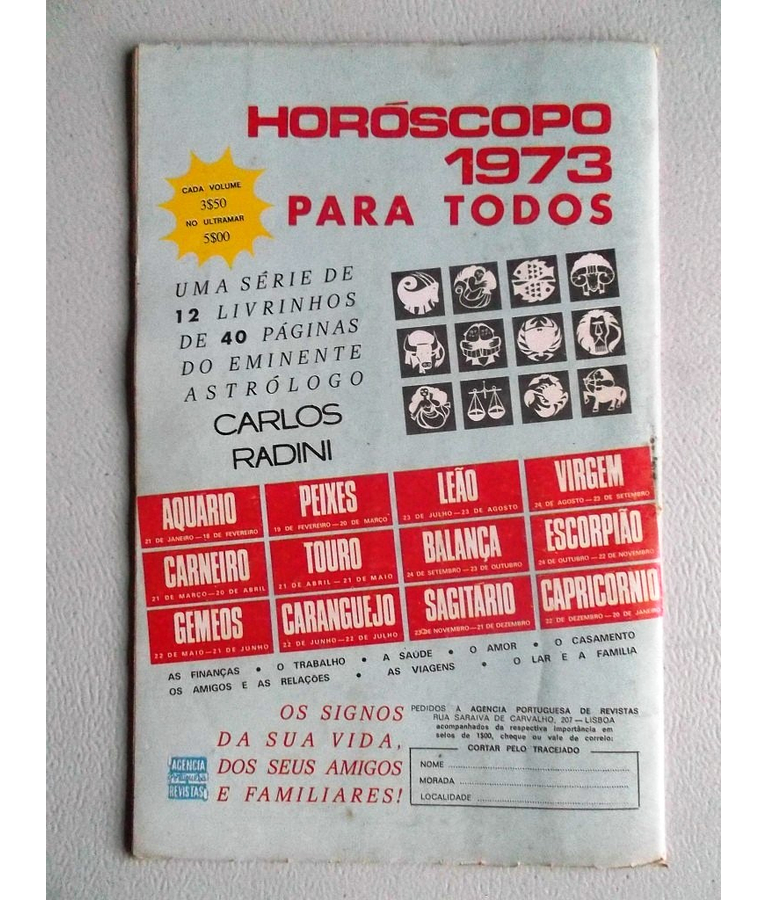 HORÓSCOPO
1973
PARA TODOS
CADA VOLUME
3$50
NO ULTRAMAR
5$00
UMA SÉRIE DE
12 LIVRINHOS
DE 40 PÁGINAS
DO EMINENTE
ASTRÓLOGO
CARLOS
RADINI
AQUARIO
21 DE JANEIRO — 18 DE FEVEREIRO
PEIXES
19 DE FEVEREIRO — 20 DE MARÇO
LEÃO
23 DE JULHO — 23 DE AGOSTO
VIRGEM
24 DE AGOSTO — 23 DE SETEMBRO
CARNEIRO
21 DE MARÇO — 20 DE ABRIL
TOURO
21 DE ABRIL — 21 DE MAIO
BALANÇA
24 DE SETEMBRO — 23 DE OUTUBRO
ESCORPIÃO
24 DE OUTUBRO — 22 DE NOVEMBRO
GEMEOS
22 DE MAIO — 21 DE JUNHO
CARANGUEJO
22 DE JUNHO — 22 DE JULHO
SAGITÁRIO
23 DE NOVEMBRO — 21 DE DEZEMBRO
CAPRICORNIO
22 DE DEZEMBRO — 20 DE JANEIRO
AS FINANÇAS • O TRABALHO • A SAÚDE • O AMOR • O CASAMENTO
OS AMIGOS E AS RELAÇÕES • AS VIAGENS • O LAR E A FAMILIA
OS SIGNOS
DA SUA VIDA,
DOS SEUS AMIGOS
E FAMILIARES!
AGENCIA
portuguesa
REVISTAS
PEDIDOS À AGENCIA PORTUGUESA DE REVISTAS
RUA SARAIVA DE CARVALHO, 207 — LISBOA
acompanhados da respectiva importância em
selos de 1$00, cheque ou vale de correio:
CORTAR PELO TRACEJADO
NOME
MORADA
LOCALIDADE